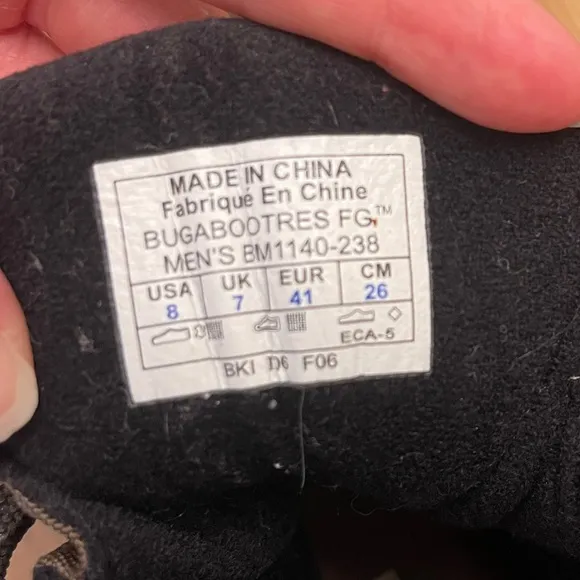 MADE IN CHINA
Fabriqué En Chine
BUGABOOTRES FG™
MEN'S BM1140-238
USA UK EUR CM
8 7 41 26
ECA-5
BKI D6 F06